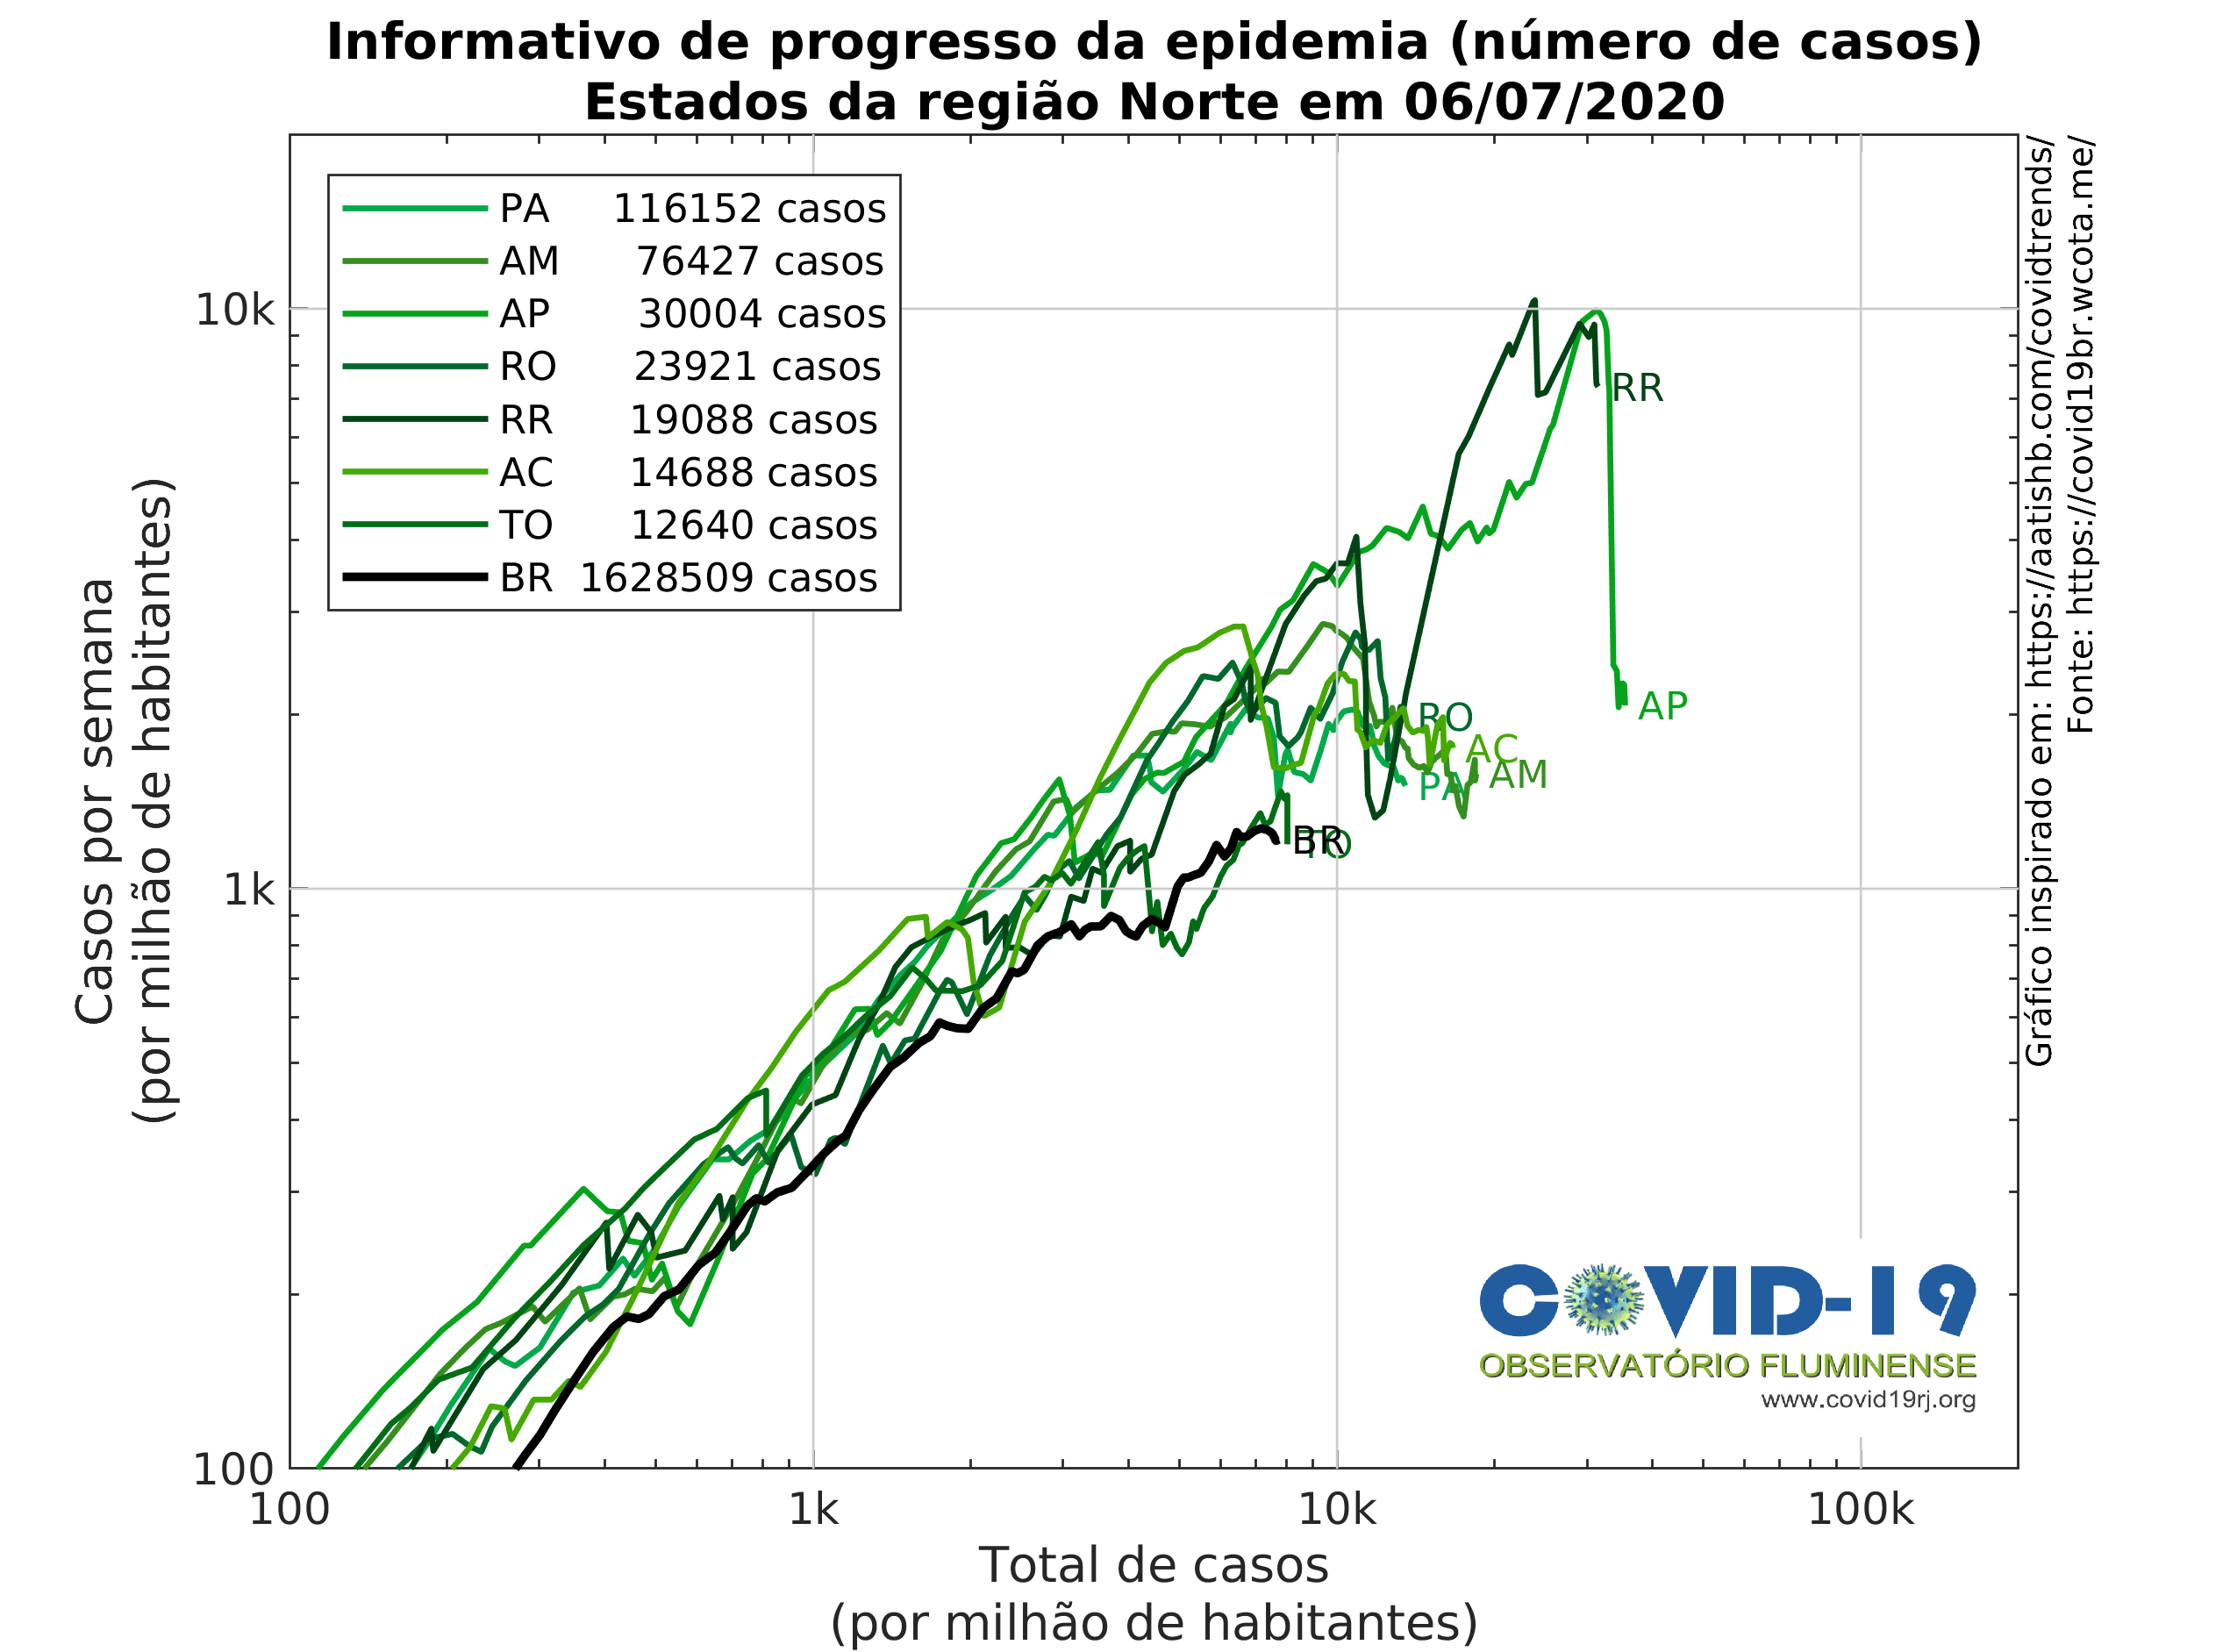 Informativo de progresso da epidemia (número de casos)
Estados da região Norte em 06/07/2020
PA 116152 casos
AM 76427 casos
AP 30004 casos
RO 23921 casos
RR 19088 casos
AC 14688 casos
TO 12640 casos
BR 1628509 casos
10k
1k
100
Casos por semana
(por milhão de habitantes)
RR
AP
RO
AC
AM
PA
BR
TO
Gráfico inspirado em: https://aatishb.com/covidtrends/
Fonte: https://covid19br.wcota.me/
COVID-19
OBSERVATÓRIO FLUMINENSE
www.covid19rj.org
100
1k
10k
100k
Total de casos
(por milhão de habitantes)